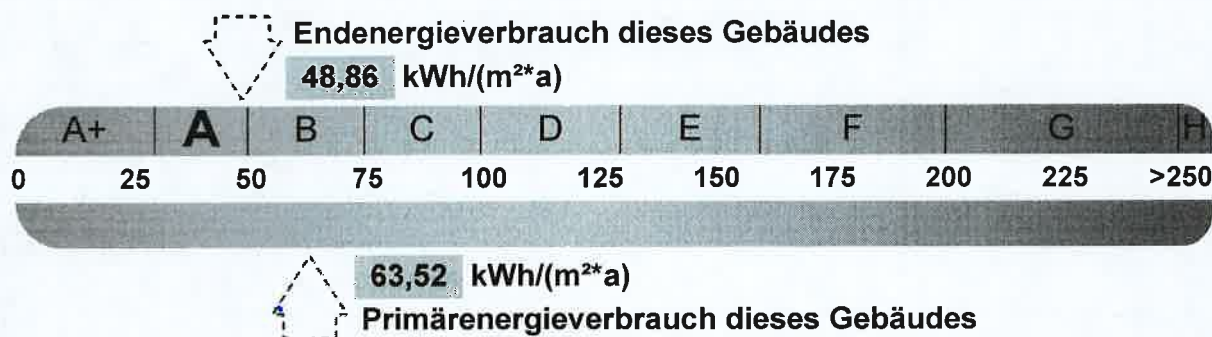 Endenergieverbrauch dieses Gebäudes
48,86 kWh/(m²*a)
A+ A B C D E F G H
0 25 50 75 100 125 150 175 200 225 >250
63,52 kWh/(m²*a)
Primärenergieverbrauch dieses Gebäudes